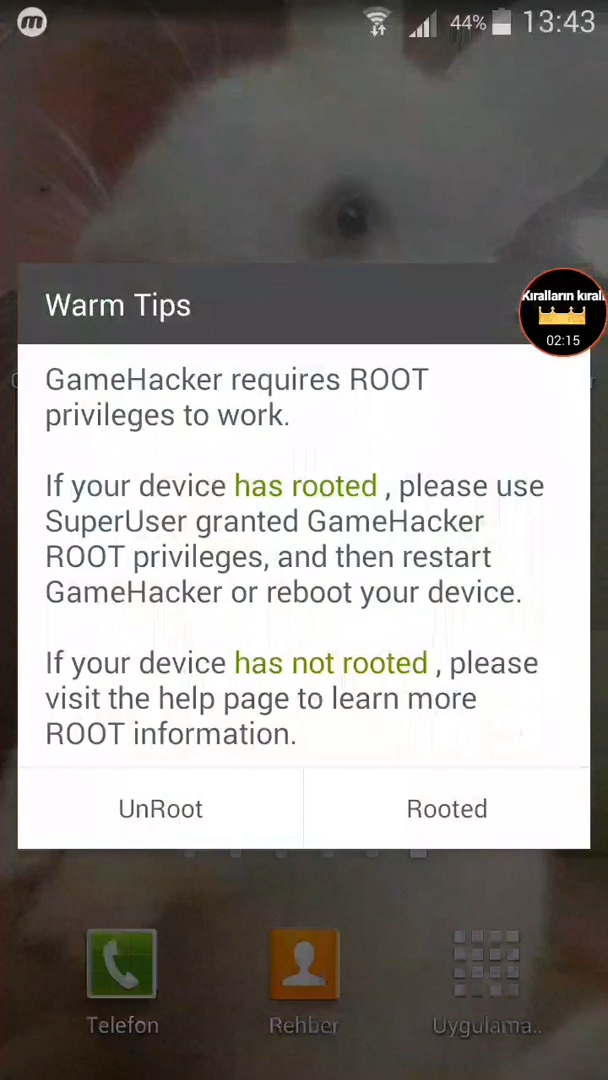 m
44%
13:43
Warm Tips
Kıralların kıralı
02:15
GameHacker requires ROOT
privileges to work.
If your device has rooted , please use
SuperUser granted GameHacker
ROOT privileges, and then restart
GameHacker or reboot your device.
If your device has not rooted , please
visit the help page to learn more
ROOT information.
UnRoot
Rooted
Telefon
Rehber
Uygulama..